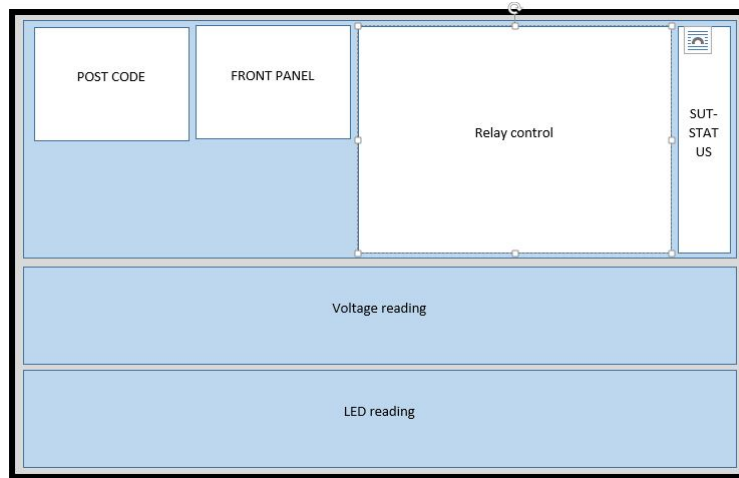 POST CODE
FRONT PANEL
Relay control
SUT-
STAT
US
Voltage reading
LED reading